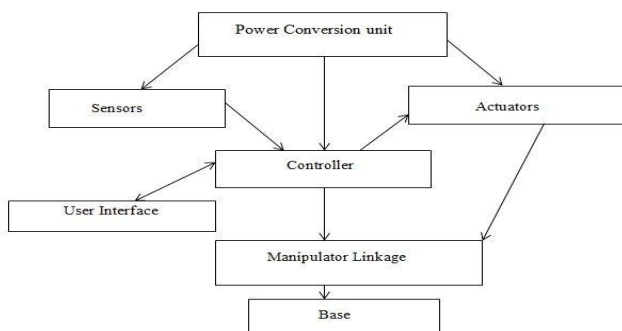 Power Conversion unit
Sensors
Actuators
Controller
User Interface
Manipulator Linkage
Base